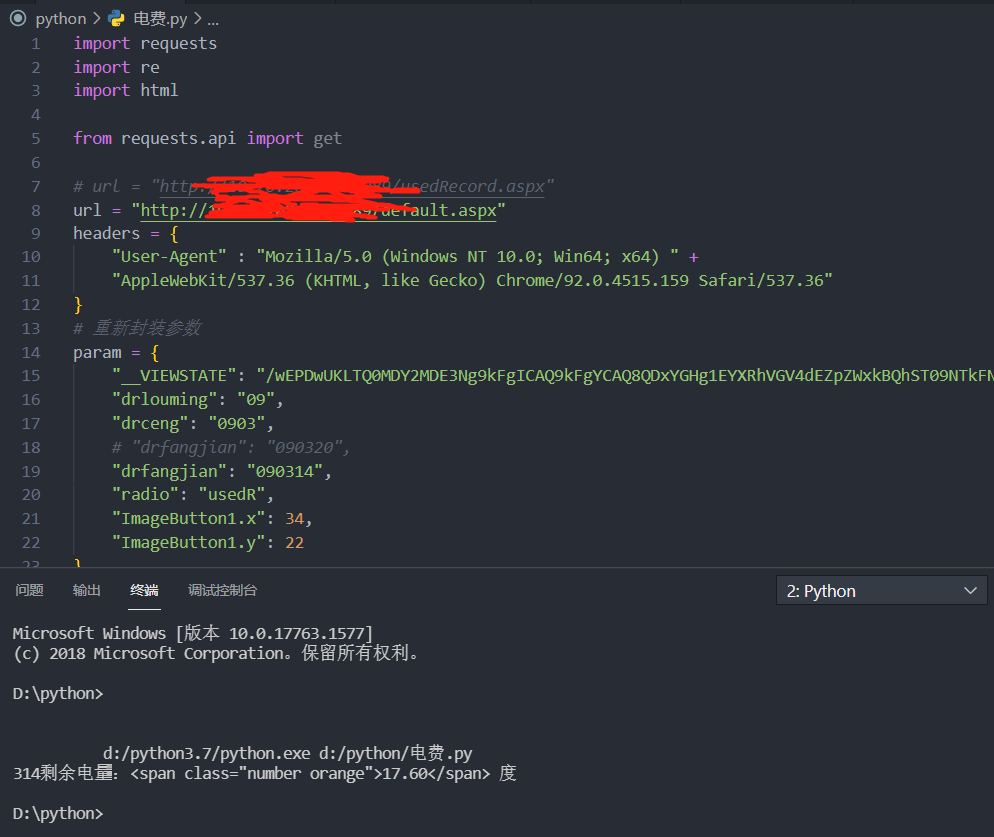 python > 电费.py > ...
1 import requests
2 import re
3 import html
4
5 from requests.api import get
6
7 # url = "http: 9/usedRecord.aspx"
8 url = "http:// 89/default.aspx"
9 headers = {
10 "User-Agent" : "Mozilla/5.0 (Windows NT 10.0; Win64; x64) " +
11 "AppleWebKit/537.36 (KHTML, like Gecko) Chrome/92.0.4515.159 Safari/537.36"
12 }
13 # 重新封装参数
14 param = {
15 "__VIEWSTATE": "/wEPDwUKLTQ0MDY2MDE3Ng9kFgICAQ9kFgYCAQ8QDxYGHg1EYXRhVGV4dEZpZWxkBQhST09NTkFN
16 "drlouming": "09",
17 "drceng": "0903",
18 # "drfangjian": "090320",
19 "drfangjian": "090314",
20 "radio": "usedR",
21 "ImageButton1.x": 34,
22 "ImageButton1.y": 22
23 }
问题 输出 终端 调试控制台 2: Python
Microsoft Windows [版本 10.0.17763.1577]
(c) 2018 Microsoft Corporation。保留所有权利。
D:\python>
d:/python3.7/python.exe d:/python/电费.py
314剩余电量：<span class="number orange">17.60</span> 度
D:\python>